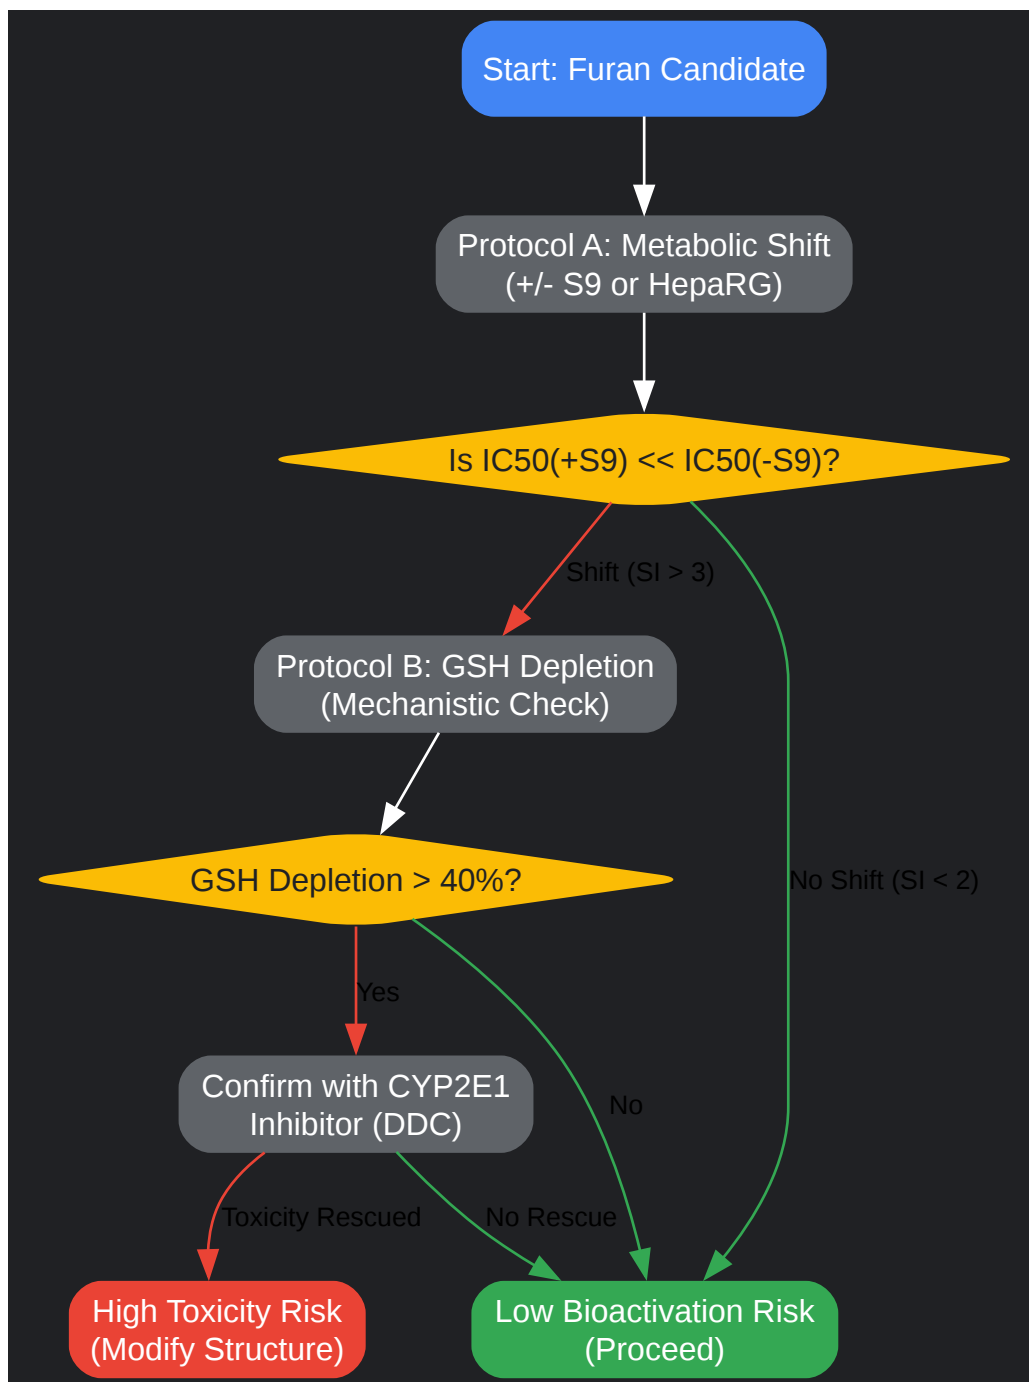 Start: Furan Candidate
Protocol A: Metabolic Shift
(+/- S9 or HepaRG)
Is IC50(+S9) << IC50(-S9)?
Shift (SI > 3)
Protocol B: GSH Depletion
(Mechanistic Check)
GSH Depletion > 40%?
No Shift (SI < 2)
Yes
Confirm with CYP2E1
Inhibitor (DDC)
No
Toxicity Rescued
No Rescue
High Toxicity Risk
(Modify Structure)
Low Bioactivation Risk
(Proceed)